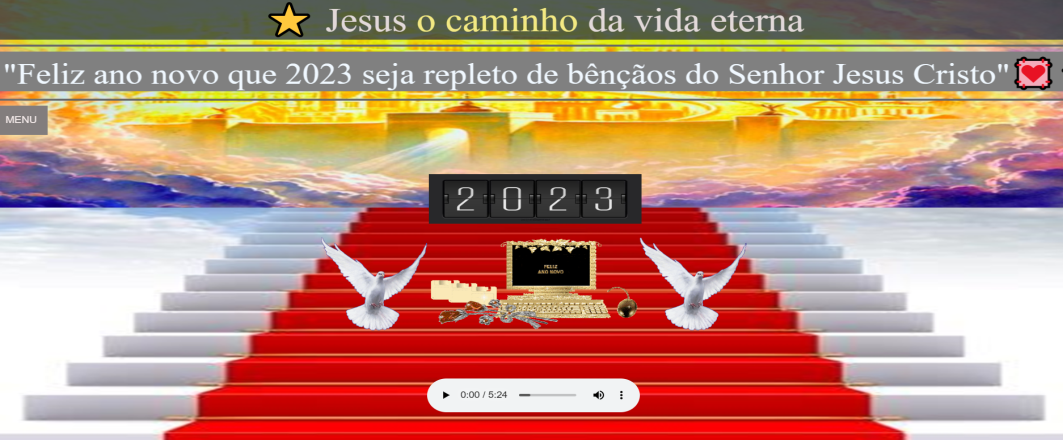 Jesus o caminho da vida eterna
"Feliz ano novo que 2023 seja repleto de bênçãos do Senhor Jesus Cristo"
MENU
2023
FELIZ
ANO NOVO
0:00 / 5:24